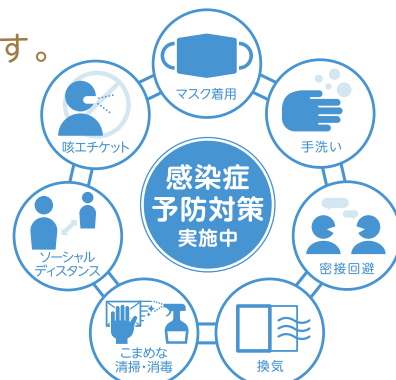 す。
マスク着用
咳エチケット
手洗い
感染症
予防対策
実施中
ソーシャル
ディスタンス
密接回避
こまめな
清掃・消毒
換気